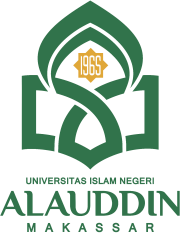 1965
UNIVERSITAS ISLAM NEGERI
ALAUDDIN
MAKASSAR